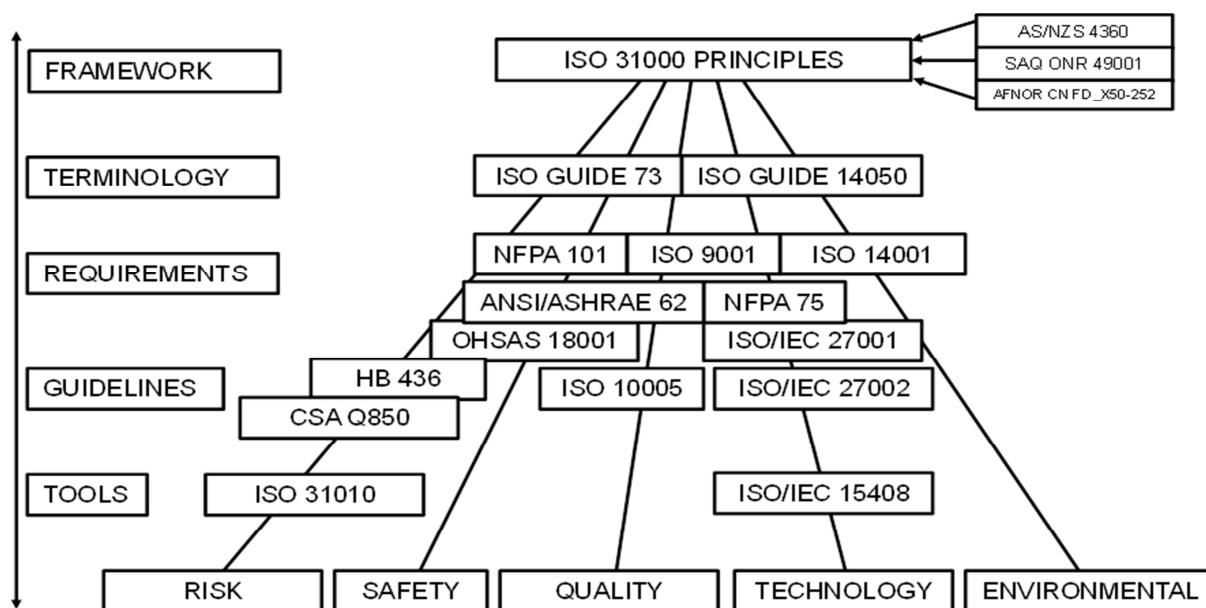 AS/NZS 4360
FRAMEWORK
ISO 31000 PRINCIPLES
SAQ ONR 49001
AFNOR CN FD_X50-252
TERMINOLOGY
ISO GUIDE 73
ISO GUIDE 14050
REQUIREMENTS
NFPA 101
ISO 9001
ISO 14001
ANSI/ASHRAE 62
NFPA 75
OHSAS 18001
ISO/IEC 27001
GUIDELINES
HB 436
ISO 10005
ISO/IEC 27002
CSA Q850
TOOLS
ISO 31010
ISO/IEC 15408
RISK
SAFETY
QUALITY
TECHNOLOGY
ENVIRONMENTAL